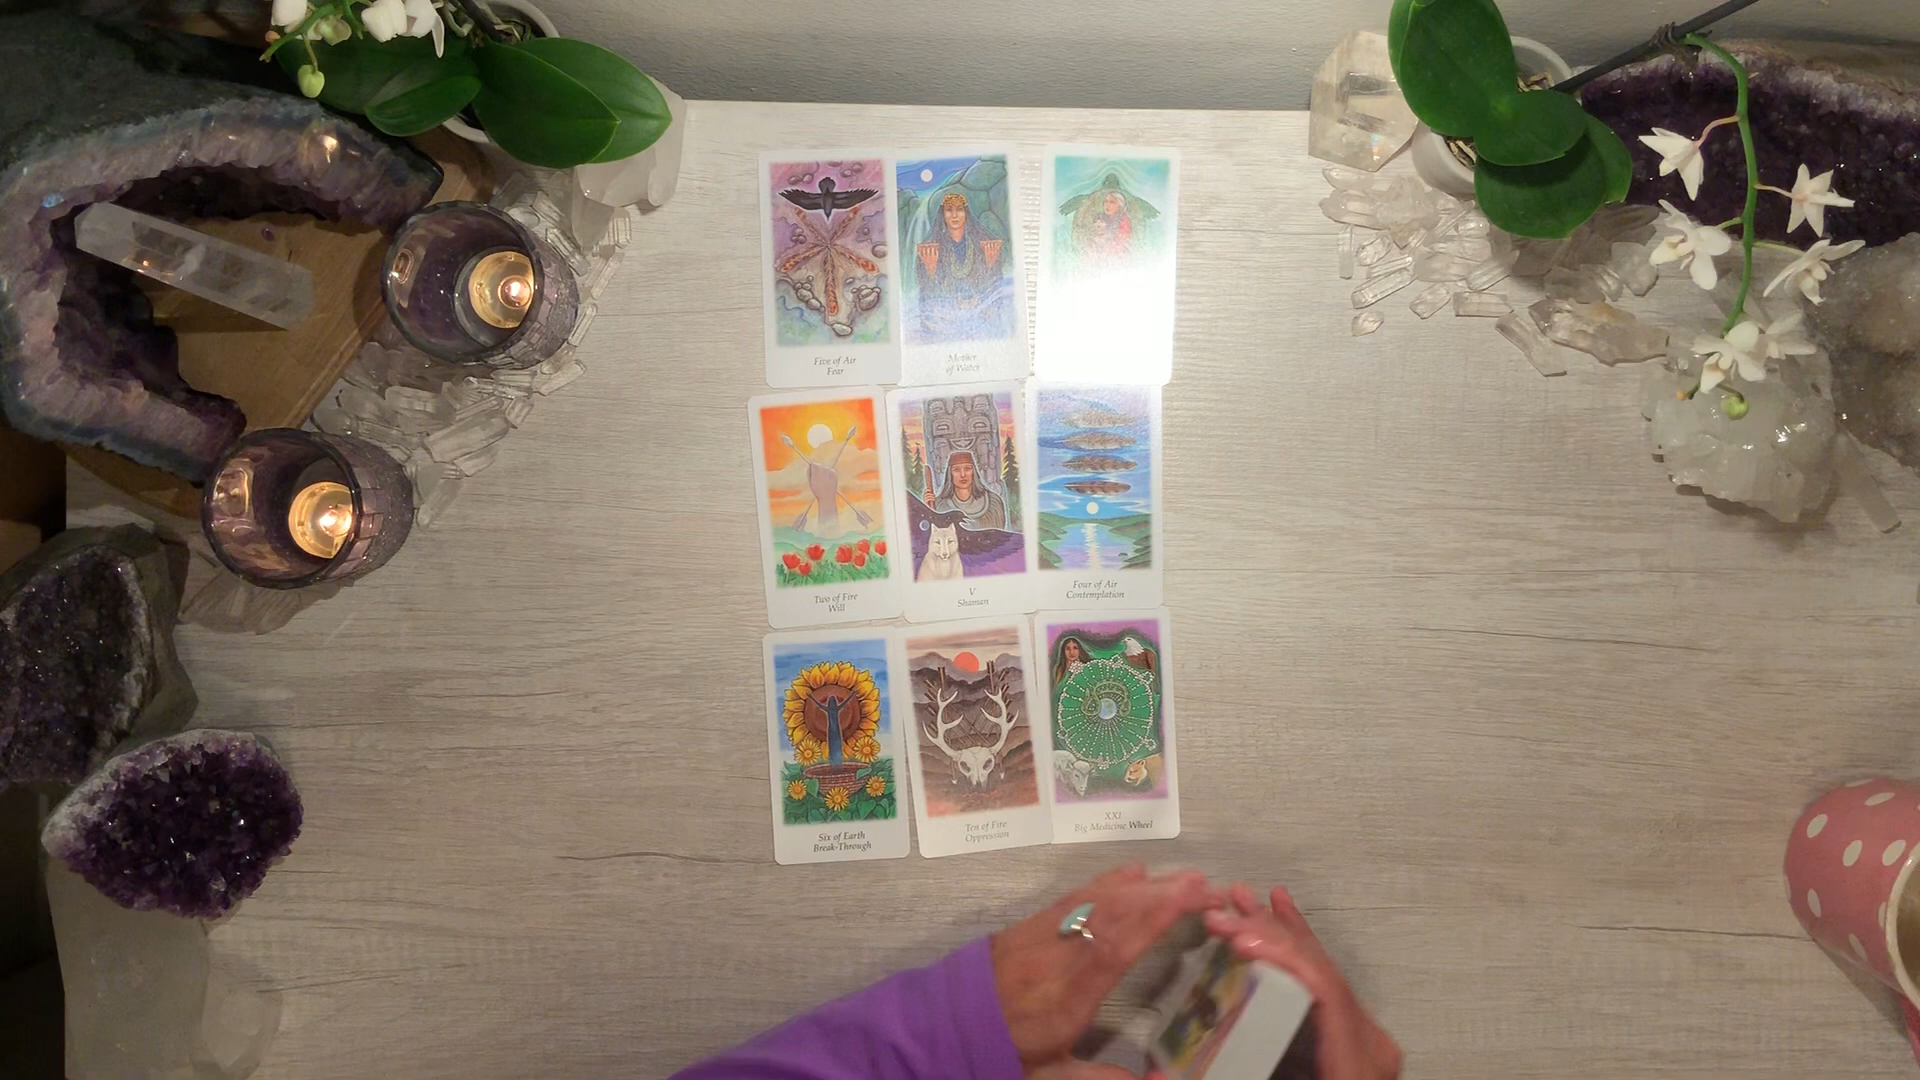 Five of Air
Fear
Mother
of Water
Two of Fire
Will
V
Shaman
Four of Air
Contemplation
Six of Earth
Break-Through
Ten of Fire
Oppression
XXI
Big Medicine Wheel